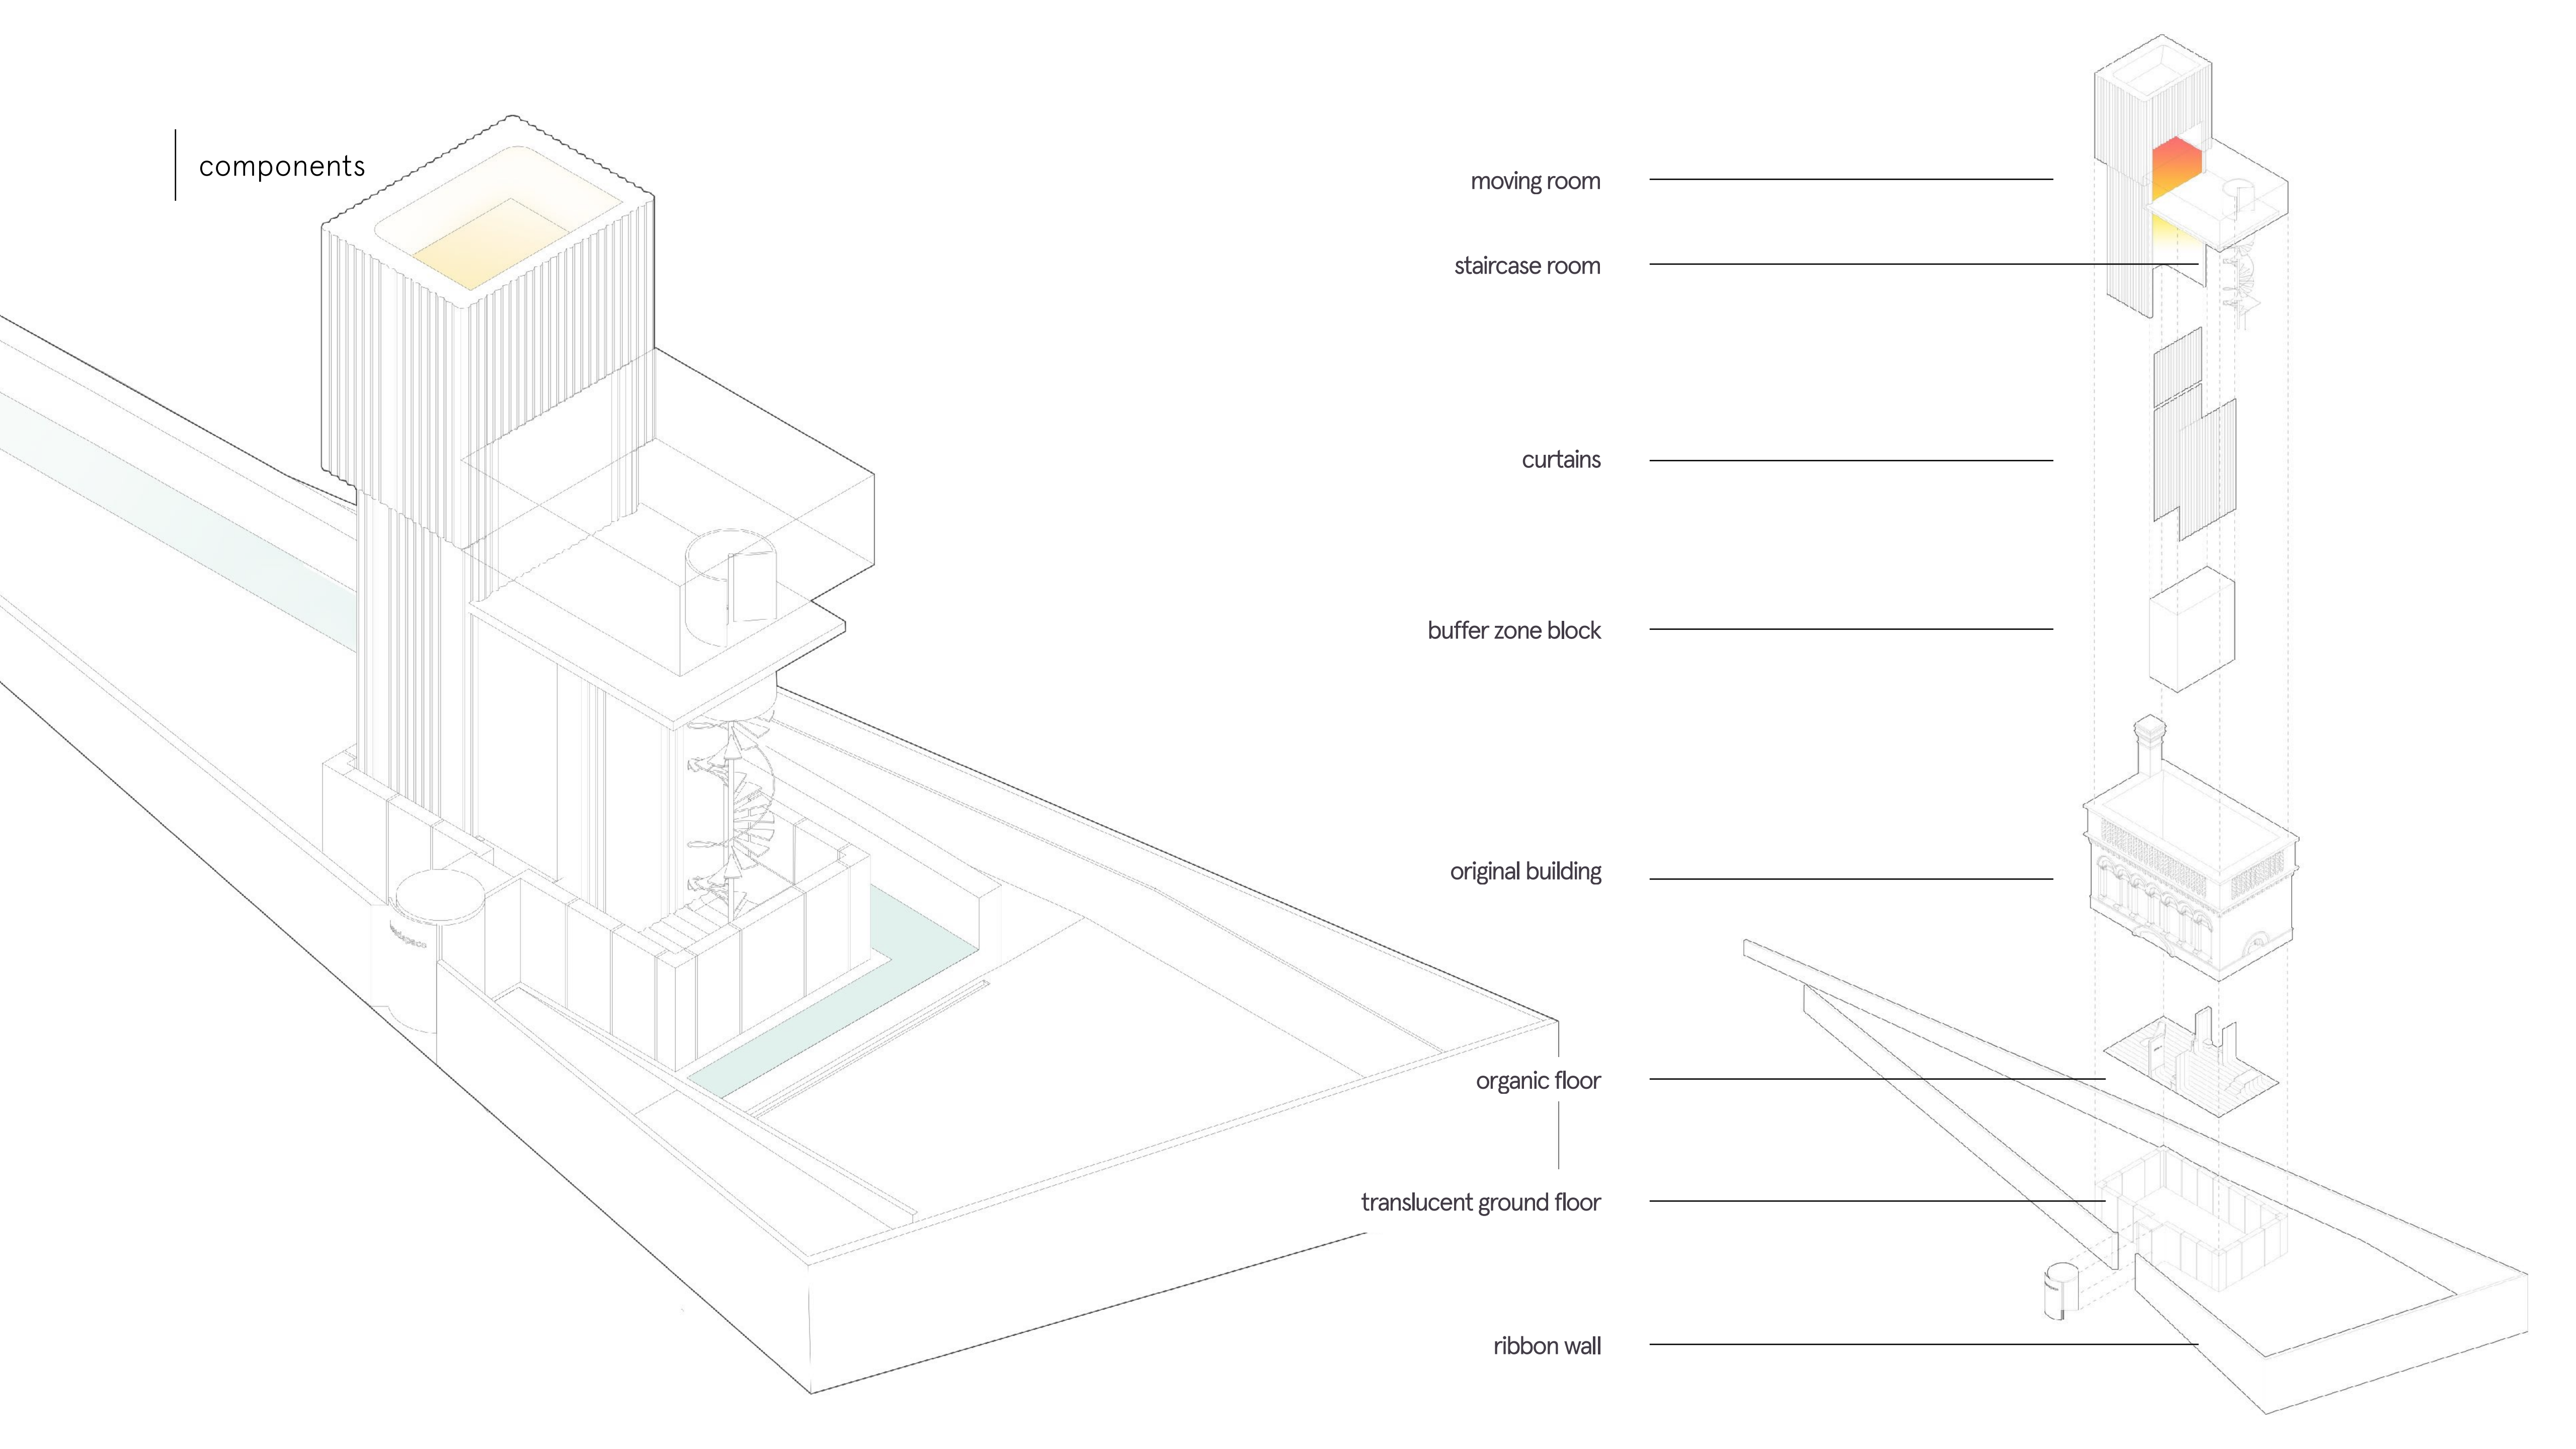 components
moving room
staircase room
curtains
buffer zone block
original building
organic floor
translucent ground floor
ribbon wall